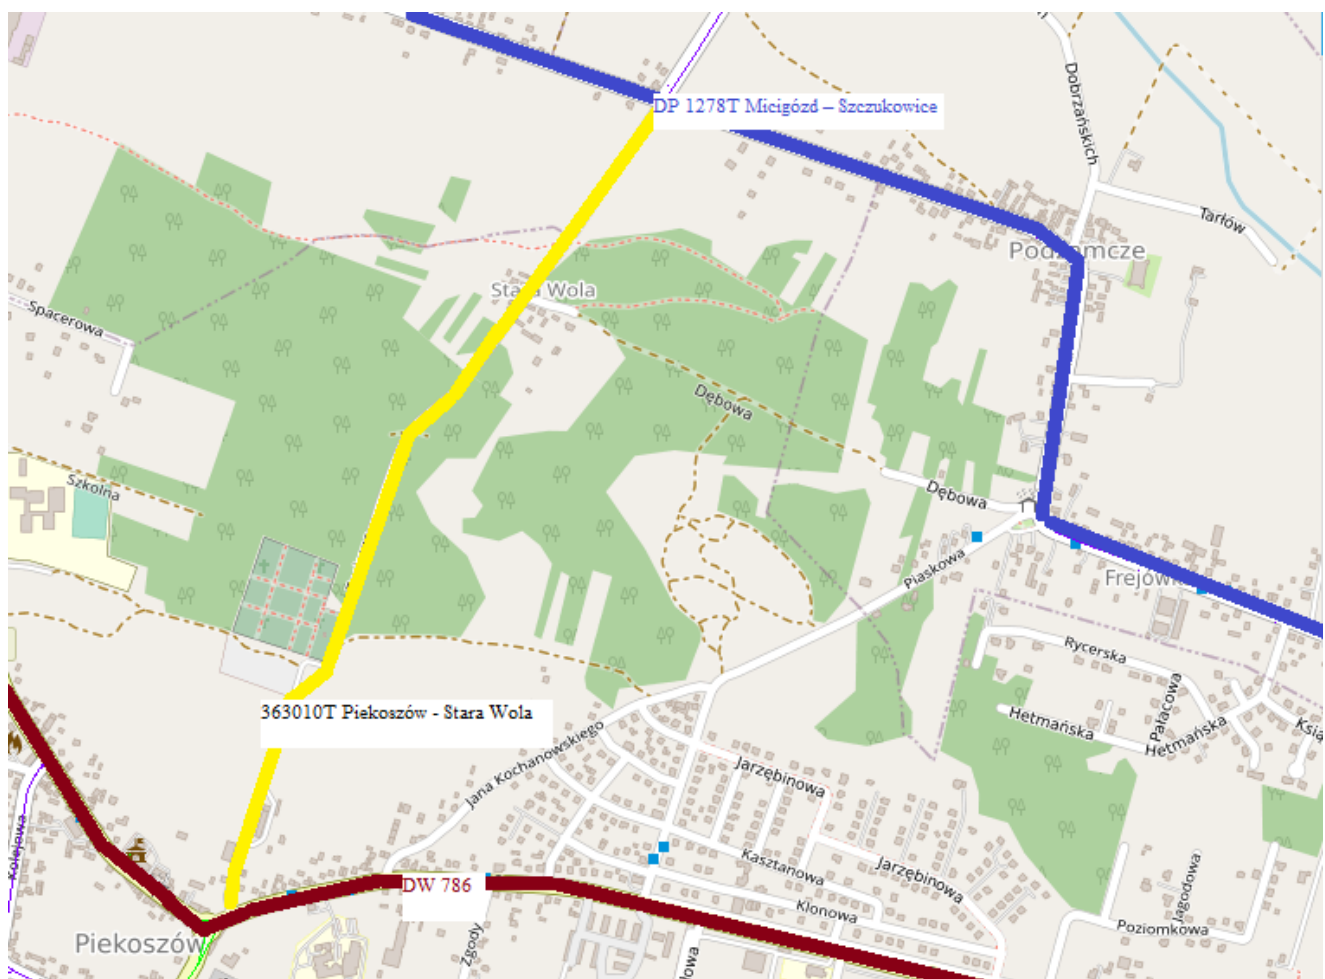 DP 1278T Micigózd – Szczukowice
Dobrzańskich
Tarłów
Podzamcze
Stara Wola
Spacerowa
Dębowa
Szkolna
Dębowa
Piaskowa
Frejówka
Rycerska
Pałacowa
Hetmańska
Hetmańska
363010T Piekoszów - Stara Wola
Jana Kochanowskiego
Jarzębinowa
Kolejowa
Kasztanowa
Jarzębinowa
DW 786
Klonowa
Jagodowa
Poziomkowa
Piekoszów
Zgody